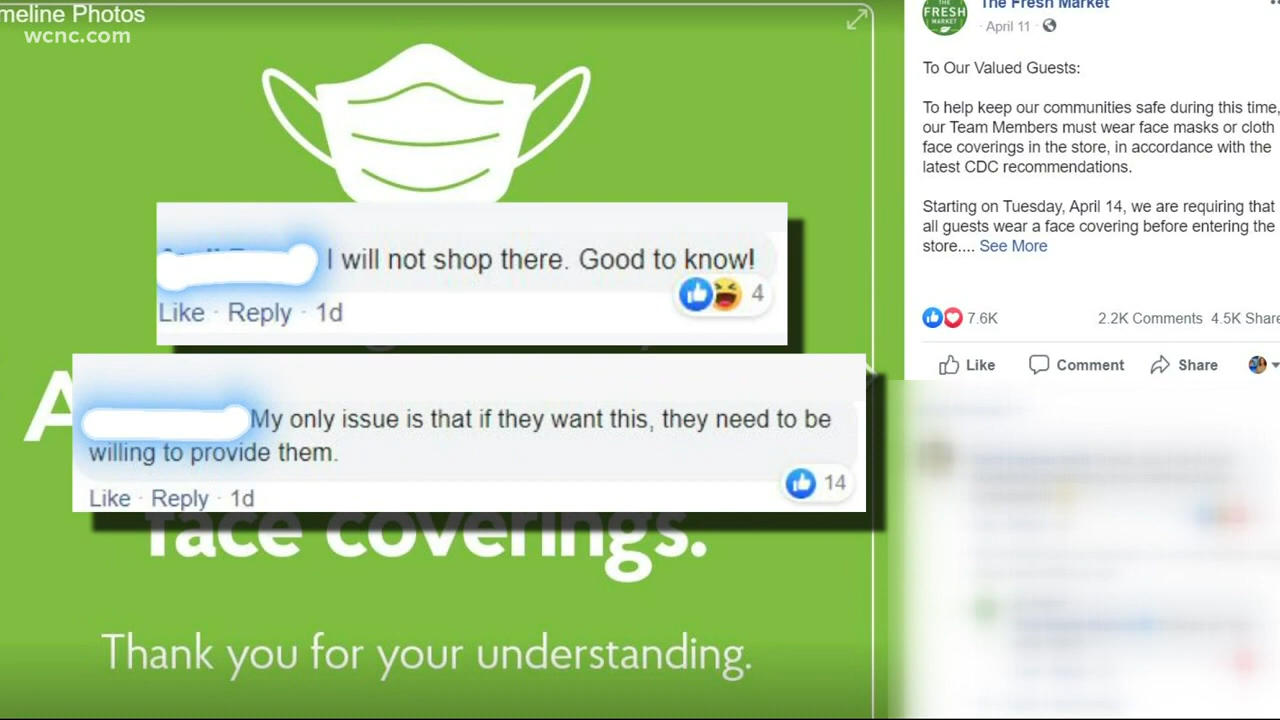 meline Photos
wcnc.com
I will not shop there. Good to know!
4
Like · Reply · 1d
A
My only issue is that if they want this, they need to be
willing to provide them.
14
Like · Reply · 1d
face coverings.
Thank you for your understanding.
THE
FRESH
MARKET
The Fresh Market
April 11 ·
To Our Valued Guests:
To help keep our communities safe during this time,
our Team Members must wear face masks or cloth
face coverings in the store, in accordance with the
latest CDC recommendations.
Starting on Tuesday, April 14, we are requiring that
all guests wear a face covering before entering the
store.... See More
7.6K 2.2K Comments 4.5K Share
Like Comment Share